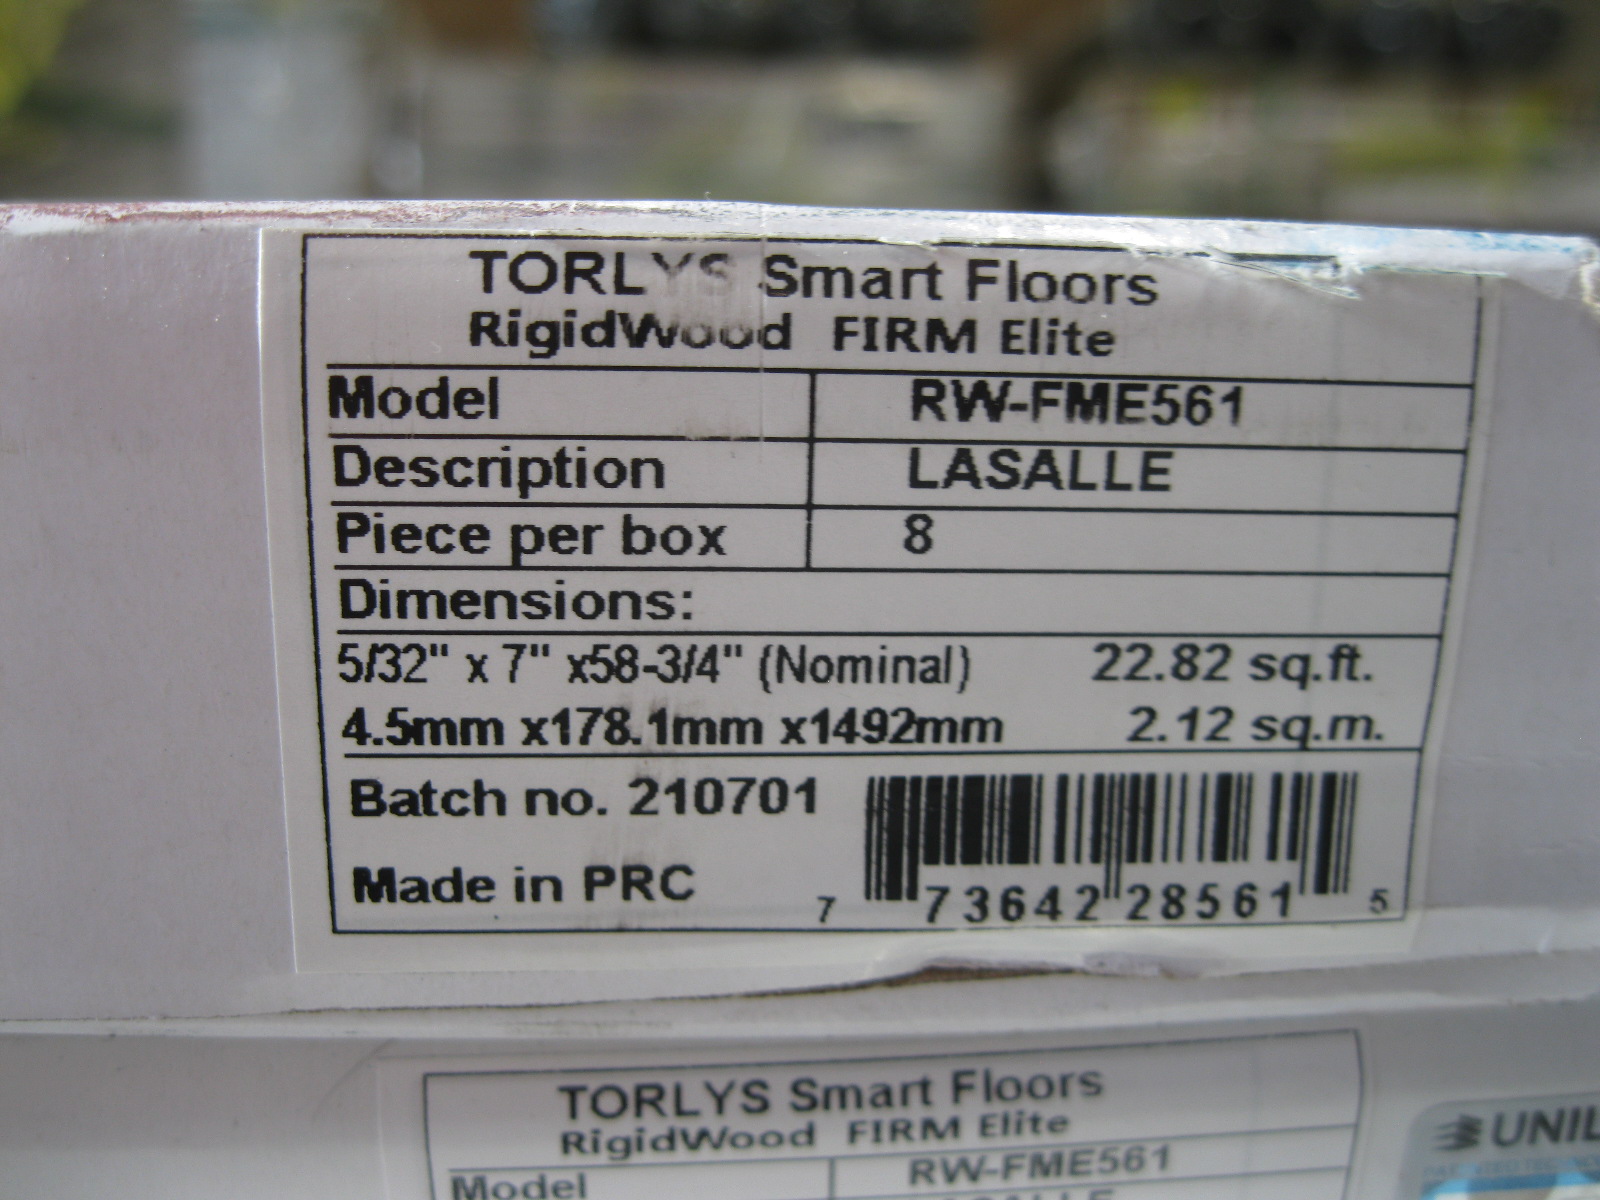 TORLYS Smart Floors
RigidWood FIRM Elite
Model RW-FME561
Description LASALLE
Piece per box 8
Dimensions:
5/32" x 7" x58-3/4" (Nominal) 22.82 sq.ft.
4.5mm x178.1mm x1492mm 2.12 sq.m.
Batch no. 210701
Made in PRC
7 73642 28561 5
TORLYS Smart Floors
RigidWood FIRM Elite
UNIL
Model RW-FME561